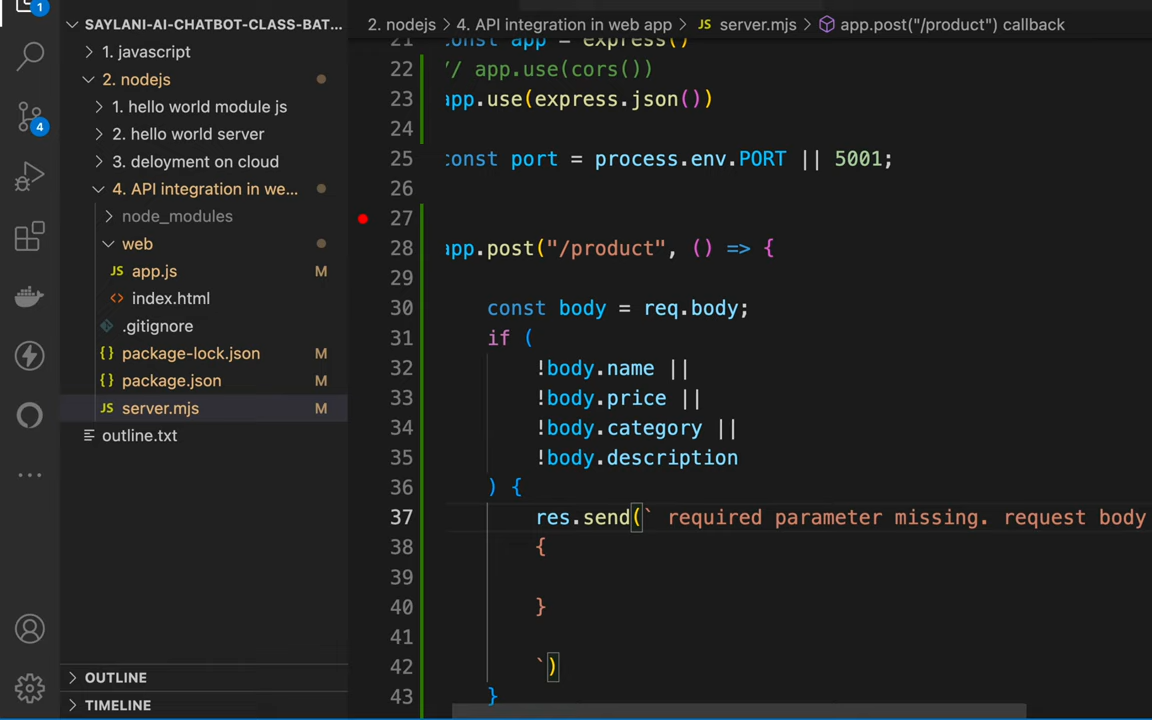 1
SAYLANI-AI-CHATBOT-CLASS-BAT...
1. javascript
2. nodejs
1. hello world module js
2. hello world server
3. deloyment on cloud
4. API integration in we...
node_modules
web
JS app.js M
<> index.html
.gitignore
{} package-lock.json M
{} package.json M
JS server.mjs M
outline.txt
OUTLINE
TIMELINE
4
2. nodejs > 4. API integration in web app > JS server.mjs > app.post("/product") callback
21 const app = express()
22 // app.use(cors())
23 app.use(express.json())
24
25 const port = process.env.PORT || 5001;
26
27
28 app.post("/product", () => {
29
30 const body = req.body;
31 if (
32 !body.name ||
33 !body.price ||
34 !body.category ||
35 !body.description
36 ) {
37 res.send(` required parameter missing. request body
38 {
39
40 }
41
42 `)
43 }